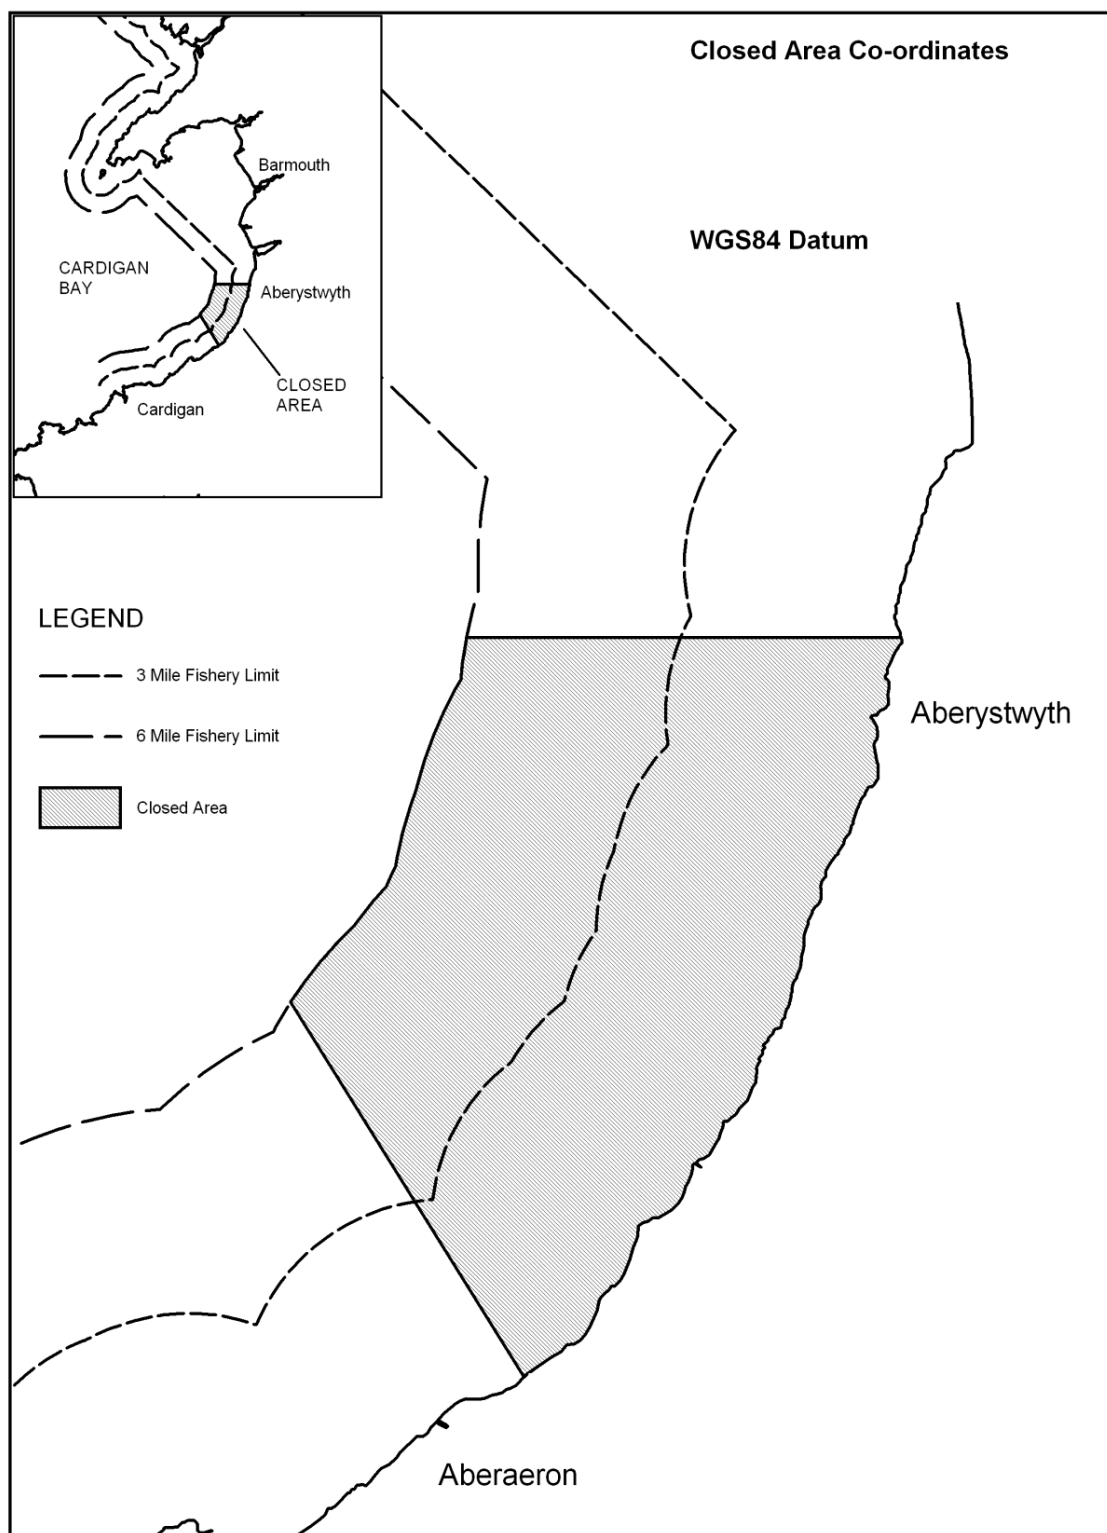 Closed Area Co-ordinates
WGS84 Datum
Barmouth
CARDIGAN
BAY
Aberystwyth
CLOSED
AREA
Cardigan
LEGEND
3 Mile Fishery Limit
6 Mile Fishery Limit
Closed Area
Aberystwyth
Aberaeron